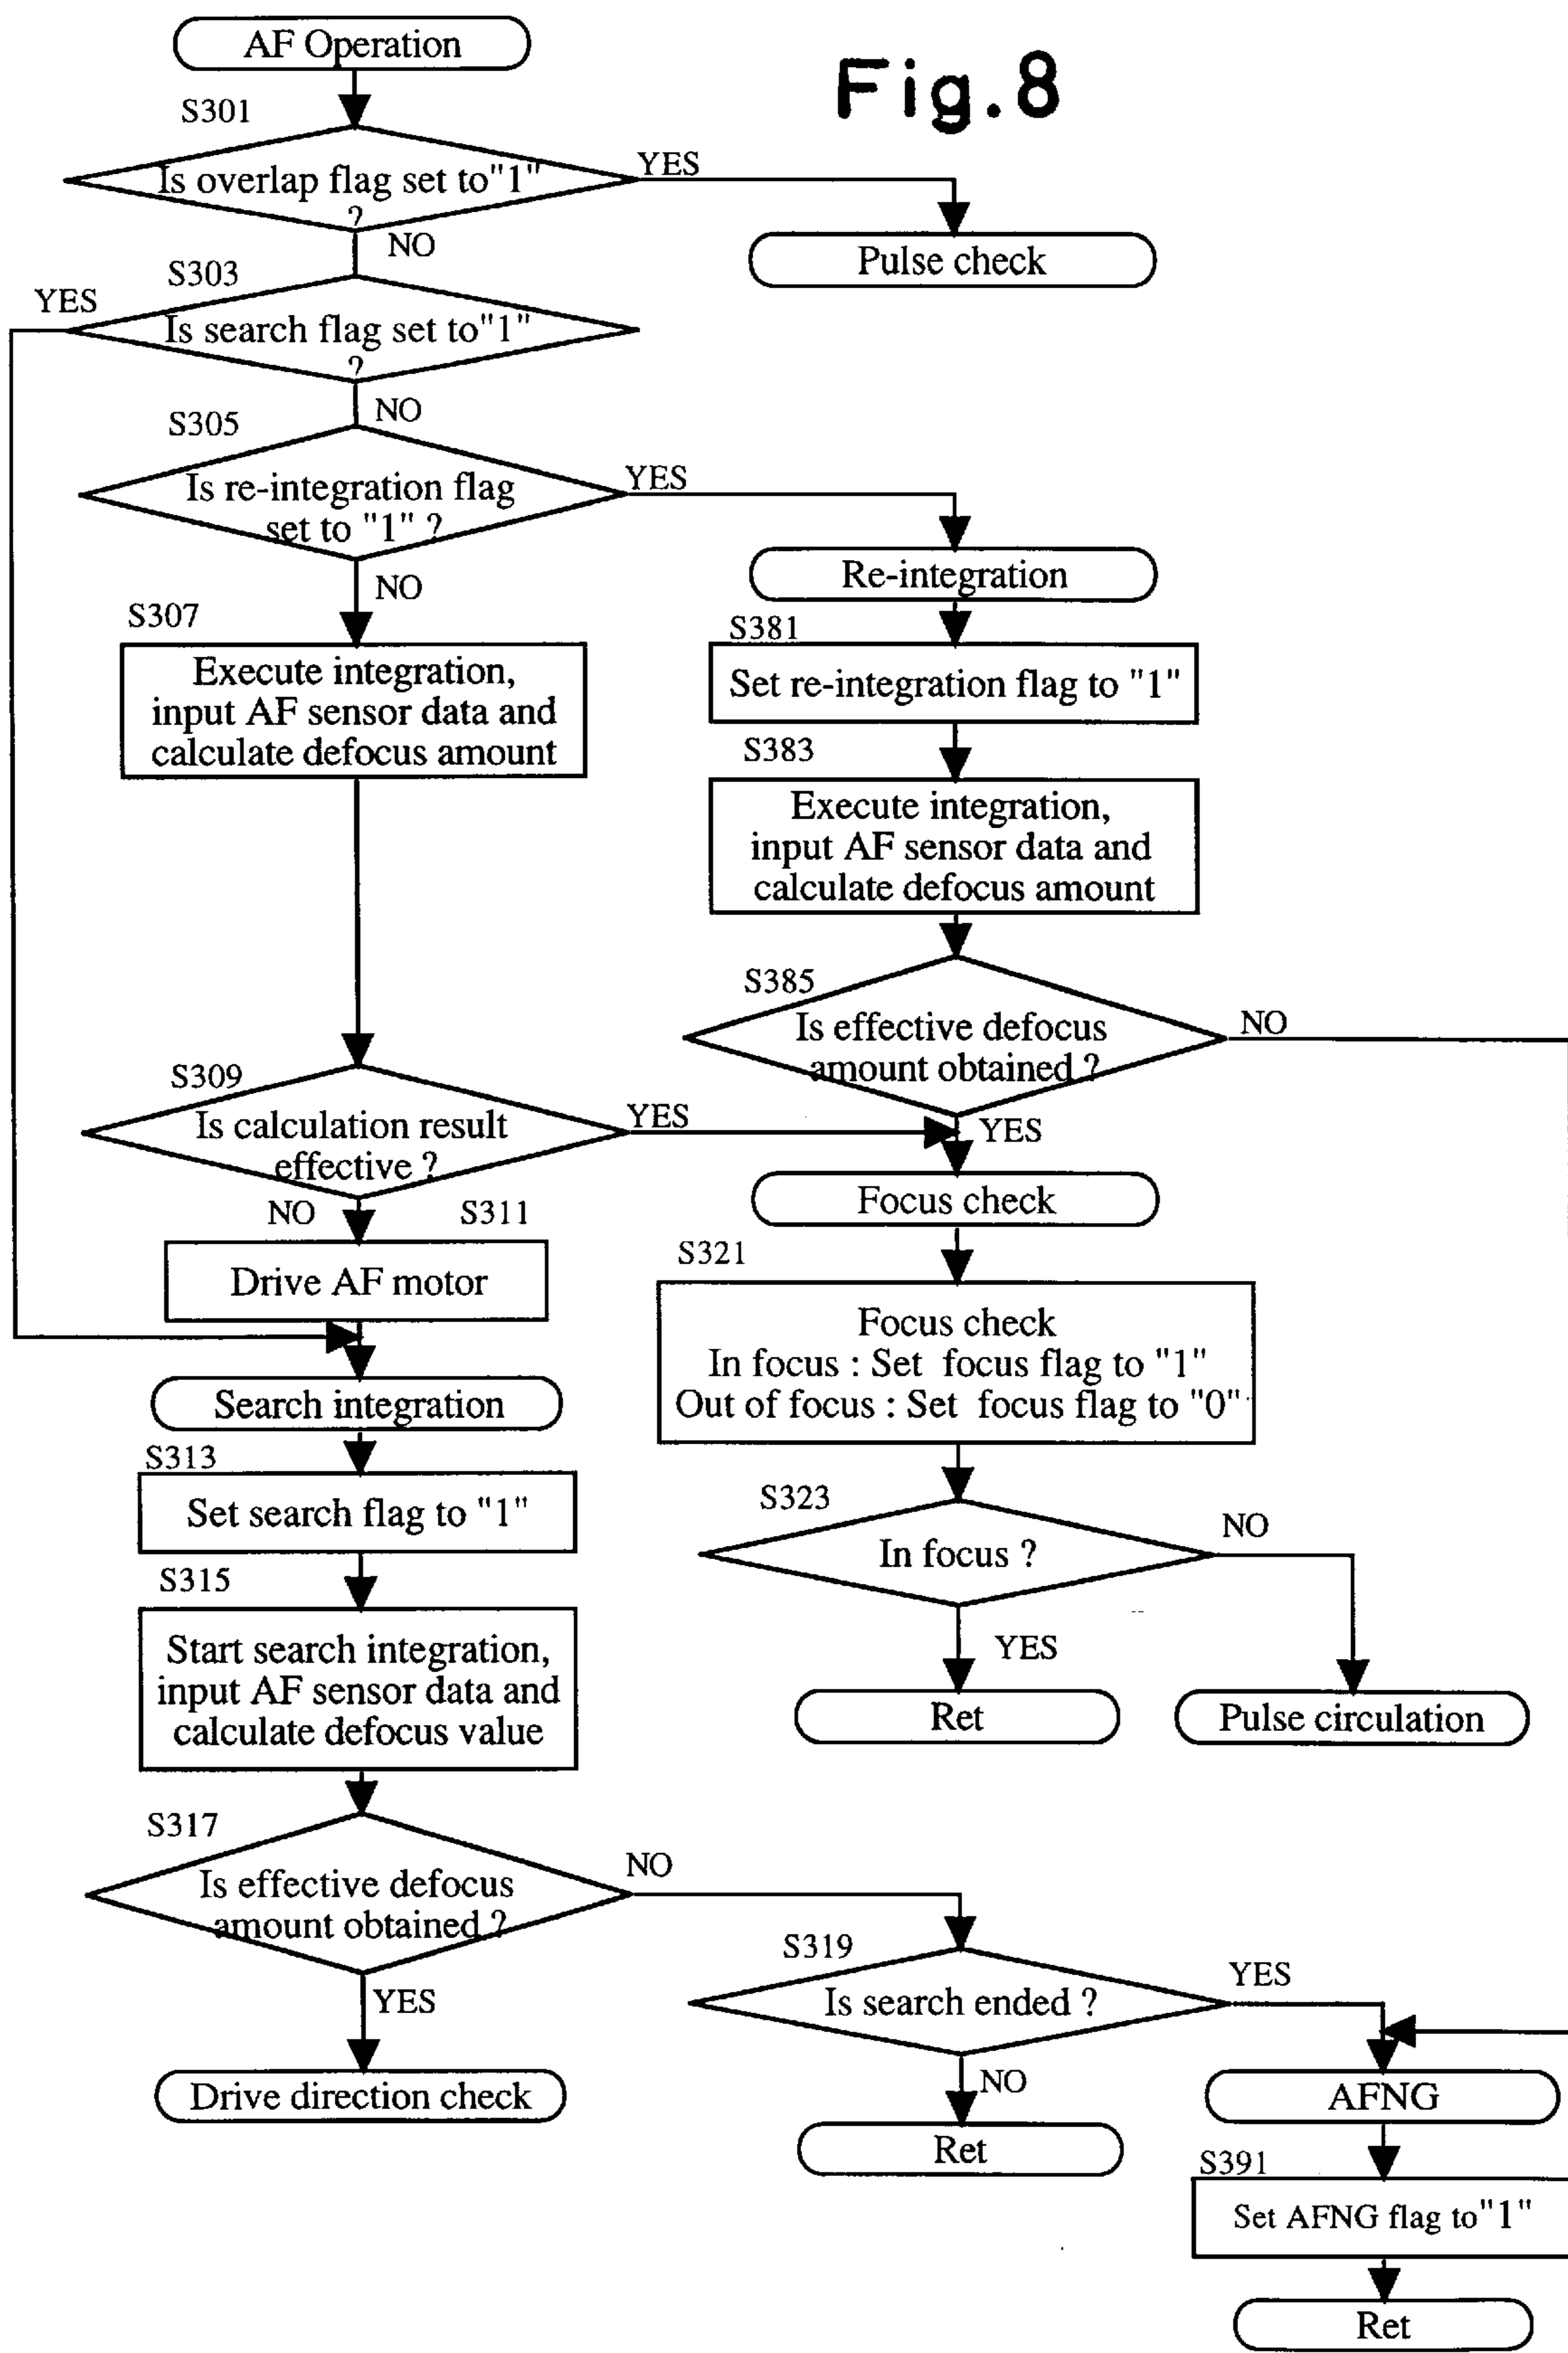 AF Operation
Fig.8
S301
Is overlap flag set to"1"
?
YES
NO
Pulse check
S303
YES
Is search flag set to"1"
?
NO
S305
Is re-integration flag
set to "1" ?
YES
NO
Re-integration
S307
Execute integration,
input AF sensor data and
calculate defocus amount
S381
Set re-integration flag to "1"
S383
Execute integration,
input AF sensor data and
calculate defocus amount
S385
Is effective defocus
amount obtained ?
NO
YES
S309
Is calculation result
effective ?
YES
NO
Focus check
S311
Drive AF motor
S321
Focus check
In focus : Set focus flag to "1"
Out of focus : Set focus flag to "0"
Search integration
S313
Set search flag to "1"
S323
In focus ?
NO
YES
Ret
Pulse circulation
S315
Start search integration,
input AF sensor data and
calculate defocus value
S317
Is effective defocus
amount obtained ?
NO
YES
Drive direction check
S319
Is search ended ?
YES
NO
Ret
AFNG
S391
Set AFNG flag to"1"
Ret